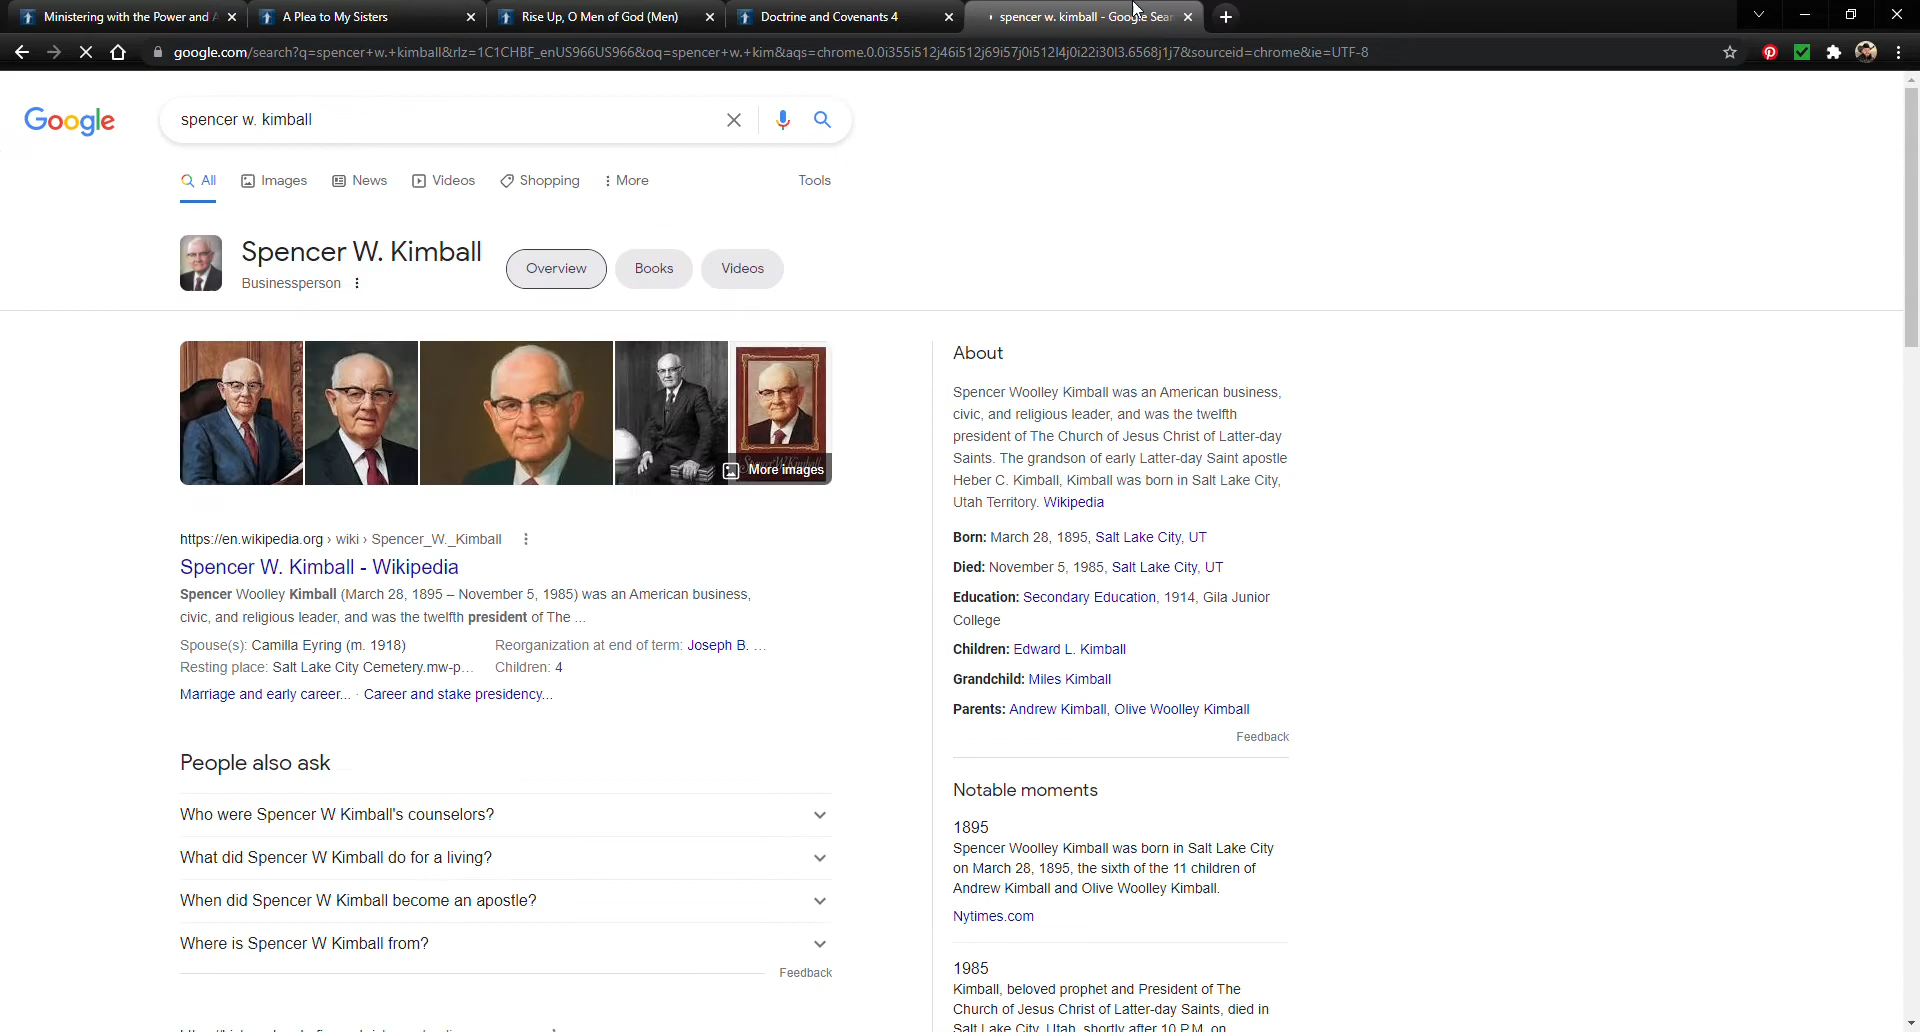 Ministering with the Power and A
A Plea to My Sisters
Rise Up, O Men of God (Men)
Doctrine and Covenants 4
spencer w. kimball - Google Sear
google.com/search?q=spencer+w.+kimball&rlz=1C1CHBF_enUS966US966&oq=spencer+w.+kim&aqs=chrome.0.0i355i512j46i512j69i57j0i512l4j0i22i30l3.6568j1j7&sourceid=chrome&ie=UTF-8
Google
spencer w. kimball
All
Images
News
Videos
Shopping
More
Tools
Spencer W. Kimball
Businessperson
Overview
Books
Videos
More images
https://en.wikipedia.org › wiki › Spencer_W._Kimball
Spencer W. Kimball - Wikipedia
Spencer Woolley Kimball (March 28, 1895 – November 5, 1985) was an American business,
civic, and religious leader, and was the twelfth president of The ...
Spouse(s): Camilla Eyring (m. 1918)
Reorganization at end of term: Joseph B. ...
Resting place: Salt Lake City Cemetery.mw-p...
Children: 4
Marriage and early career... · Career and stake presidency...
People also ask
Who were Spencer W Kimball's counselors?
What did Spencer W Kimball do for a living?
When did Spencer W Kimball become an apostle?
Where is Spencer W Kimball from?
Feedback
About
Spencer Woolley Kimball was an American business,
civic, and religious leader, and was the twelfth
president of The Church of Jesus Christ of Latter-day
Saints. The grandson of early Latter-day Saint apostle
Heber C. Kimball, Kimball was born in Salt Lake City,
Utah Territory. Wikipedia
Born: March 28, 1895, Salt Lake City, UT
Died: November 5, 1985, Salt Lake City, UT
Education: Secondary Education, 1914, Gila Junior
College
Children: Edward L. Kimball
Grandchild: Miles Kimball
Parents: Andrew Kimball, Olive Woolley Kimball
Feedback
Notable moments
1895
Spencer Woolley Kimball was born in Salt Lake City
on March 28, 1895, the sixth of the 11 children of
Andrew Kimball and Olive Woolley Kimball.
Nytimes.com
1985
Kimball, beloved prophet and President of The
Church of Jesus Christ of Latter-day Saints, died in
Salt Lake City, Utah, shortly after 10 P.M. on